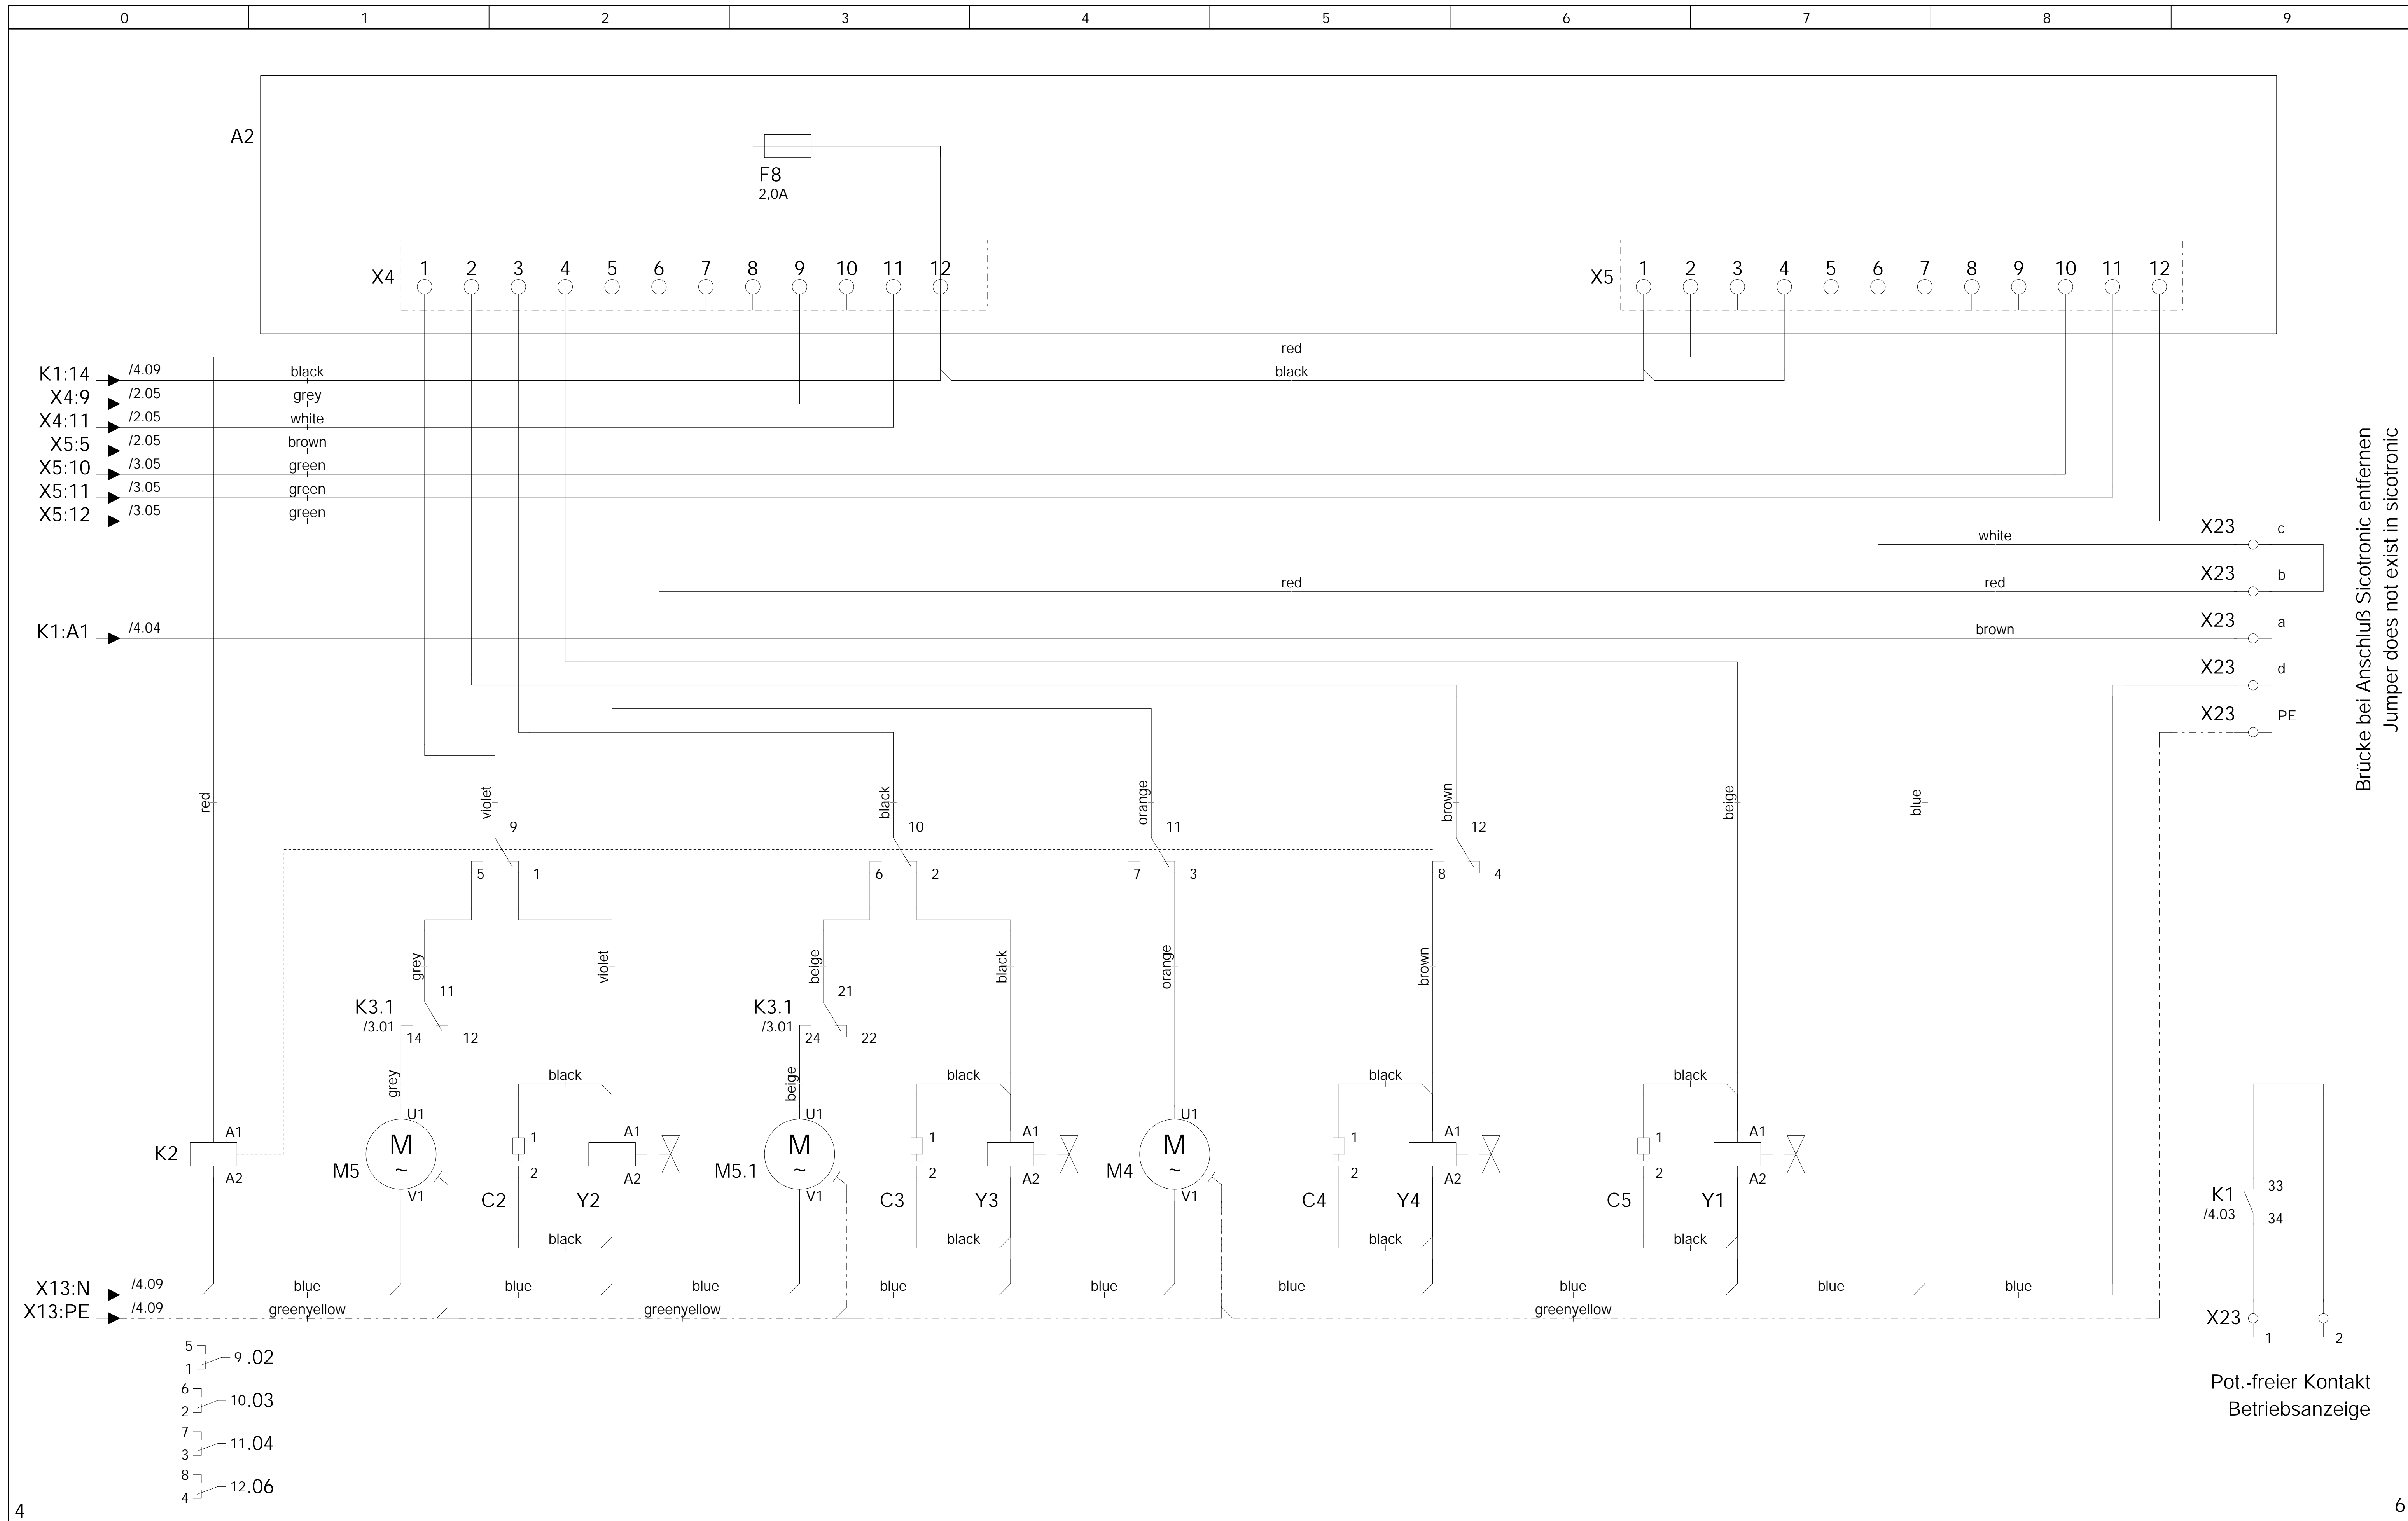 0 1 2 3 4 5 6 7 8 9
A2
F8
2,0A
X4 1 2 3 4 5 6 7 8 9 10 11 12
X5 1 2 3 4 5 6 7 8 9 10 11 12
red
K1:14 /4.09 black black
X4:9 /2.05 grey
X4:11 /2.05 white
X5:5 /2.05 brown
X5:10 /3.05 green
X5:11 /3.05 green
X5:12 /3.05 green
white X23 c
red red X23 b
K1:A1 /4.04 brown X23 a
X23 d
X23 PE
Brücke bei Anschluß Sicotronic entfernen
Jumper does not exist in sicotronic
red violet black orange brown beige blue
9 10 11 12
5 1 6 2 7 3 8 4
grey violet beige black orange brown
K3.1 11 K3.1 21
/3.01 14 12 /3.01 24 22
grey black beige black black black
U1 U1 U1
K2 A1 M ~ 1 A1 M ~ 1 A1 M ~ 1 A1 1 A1
A2 M5 2 A2 M5.1 2 A2 M4 2 A2 2 A2
V1 C2 Y2 V1 C3 Y3 V1 C4 Y4 C5 Y1
black black black black
K1 33
/4.03 34
X13:N /4.09 blue blue blue blue blue blue blue blue blue
X13:PE /4.09 greenyellow greenyellow greenyellow
X23 1 2
Pot.-freier Kontakt
Betriebsanzeige
5
1 9 .02
6
2 10 .03
7
3 11 .04
8
4 12 .06
4 6